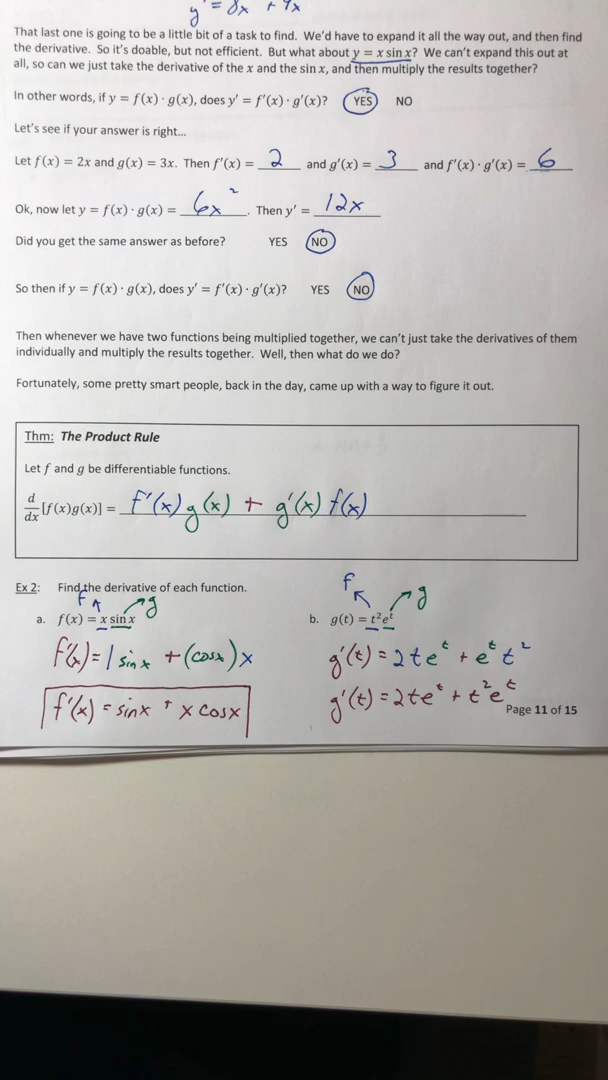 y' = 8x + 4x
That last one is going to be a little bit of a task to find. We'd have to expand it all the way out, and then find
the derivative. So it's doable, but not efficient. But what about y = x sin x? We can't expand this out at
all, so can we just take the derivative of the x and the sin x, and then multiply the results together?
In other words, if y = f(x) · g(x), does y' = f'(x) · g'(x)? YES NO
Let's see if your answer is right...
Let f(x) = 2x and g(x) = 3x. Then f'(x) = 2 and g'(x) = 3 and f'(x) · g'(x) = 6
Ok, now let y = f(x) · g(x) = 6x². Then y' = 12x
Did you get the same answer as before? YES NO
So then if y = f(x) · g(x), does y' = f'(x) · g'(x)? YES NO
Then whenever we have two functions being multiplied together, we can't just take the derivatives of them
individually and multiply the results together. Well, then what do we do?
Fortunately, some pretty smart people, back in the day, came up with a way to figure it out.
Thm: The Product Rule
Let f and g be differentiable functions.
d/dx [f(x)g(x)] = f'(x) g(x) + g'(x) f(x)
Ex 2: Find the derivative of each function.
f g
a. f(x) = x sin x
f'(x) = 1 sin x + (cos x) x
f'(x) = sin x + x cos x
f g
b. g(t) = t²eᵗ
g'(t) = 2teᵗ + eᵗt²
g'(t) = 2teᵗ + t²eᵗ
Page 11 of 15